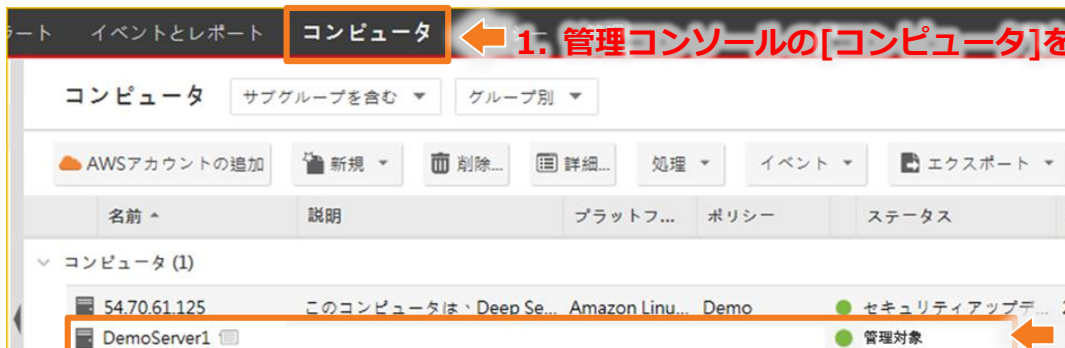 ート イベントとレポート コンピュータ 1. 管理コンソールの[コンピュータ]を
コンピュータ サブグループを含む グループ別
AWSアカウントの追加 新規 削除... 詳細... 処理 イベント エクスポート
名前 説明 プラットフ... ポリシー ステータス
コンピュータ (1)
54.70.61.125 このコンピュータは、Deep Se... Amazon Linu... Demo セキュリティアップデ...
DemoServer1 管理対象